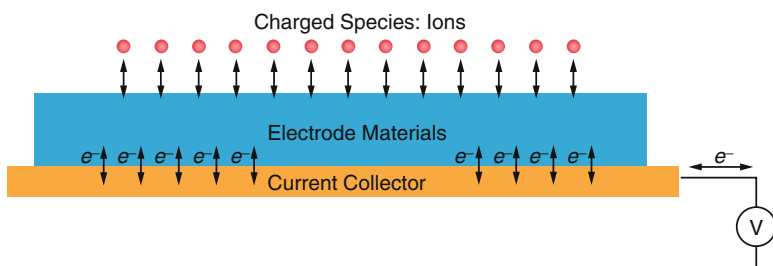 Charged Species: Ions
Electrode Materials
e⁻ e⁻ e⁻ e⁻ e⁻ e⁻ e⁻ e⁻ e⁻
e⁻
Current Collector
V